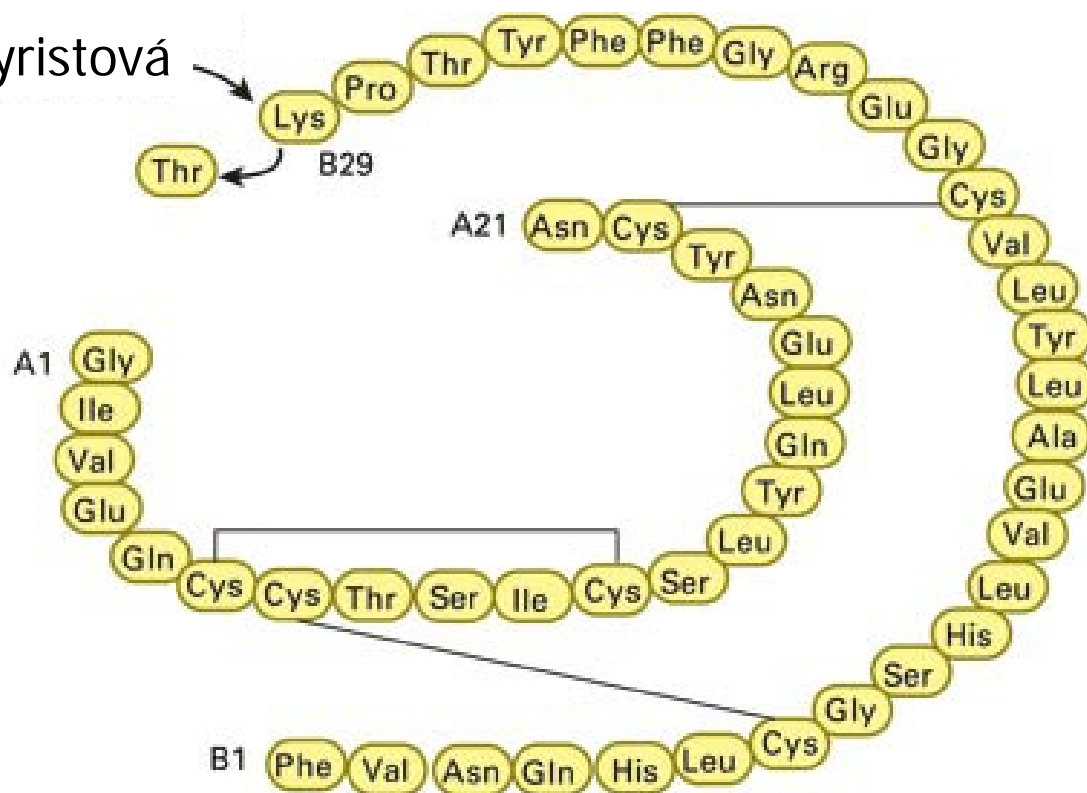 yristová
Lys Pro Thr Tyr Phe Phe Gly Arg Glu Gly Cys Val Leu Tyr Leu Ala Glu Val Leu His Ser Gly
Thr
B29
A21 Asn Cys Tyr Asn Glu Leu Gln Tyr Leu
A1 Gly Ile Val Glu Gln Cys Cys Thr Ser Ile Cys Ser
B1 Phe Val Asn Gln His Leu Cys